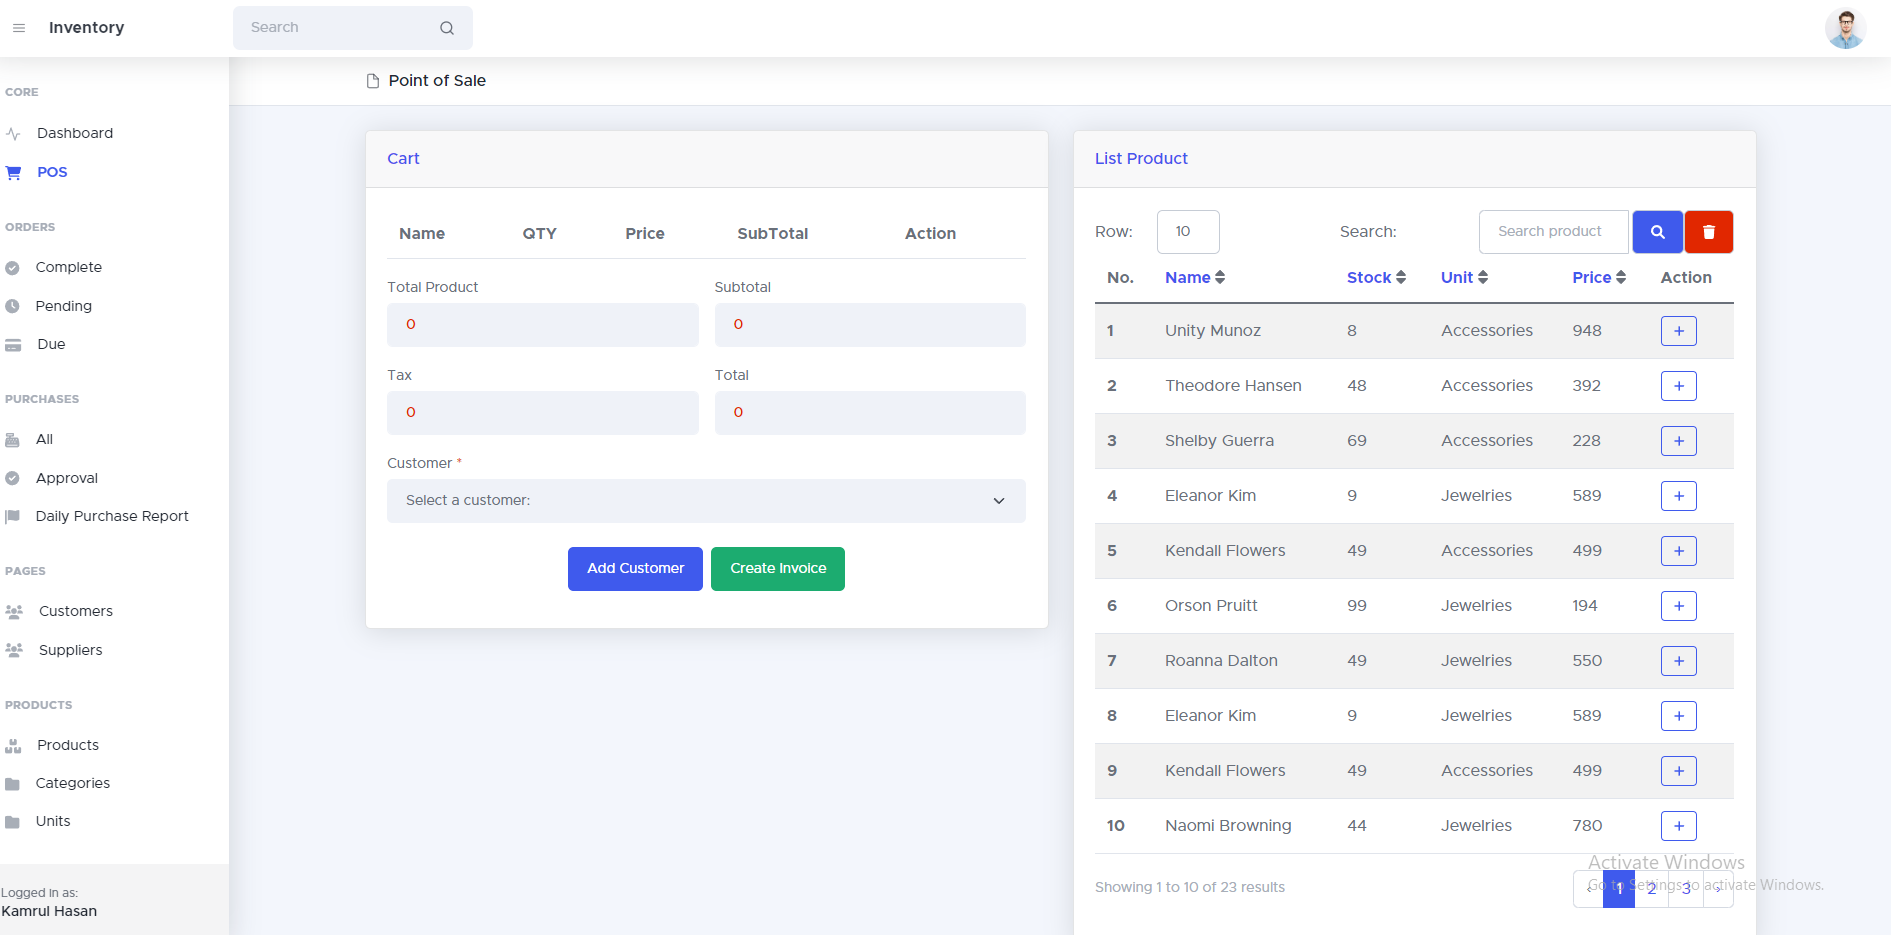 Inventory
Search
CORE
Dashboard
POS
ORDERS
Complete
Pending
Due
PURCHASES
All
Approval
Daily Purchase Report
PAGES
Customers
Suppliers
PRODUCTS
Products
Categories
Units
Logged in as:
Kamrul Hasan
Point of Sale
Cart
Name QTY Price SubTotal Action
Total Product Subtotal
0 0
Tax Total
0 0
Customer *
Select a customer:
Add Customer Create Invoice
List Product
Row: 10 Search: Search product
No. Name Stock Unit Price Action
1 Unity Munoz 8 Accessories 948 +
2 Theodore Hansen 48 Accessories 392 +
3 Shelby Guerra 69 Accessories 228 +
4 Eleanor Kim 9 Jewelries 589 +
5 Kendall Flowers 49 Accessories 499 +
6 Orson Pruitt 99 Jewelries 194 +
7 Roanna Dalton 49 Jewelries 550 +
8 Eleanor Kim 9 Jewelries 589 +
9 Kendall Flowers 49 Accessories 499 +
10 Naomi Browning 44 Jewelries 780 +
Showing 1 to 10 of 23 results
‹ 1 2 3 ›
Activate Windows
Go to Settings to activate Windows.